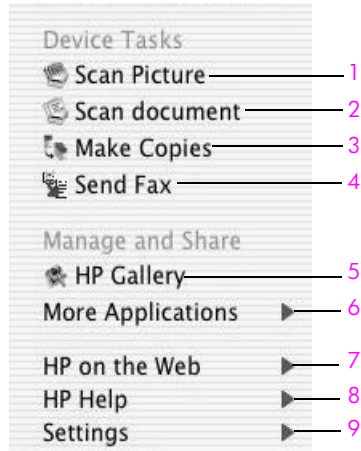 Device Tasks
Scan Picture 1
Scan document 2
Make Copies 3
Send Fax 4
Manage and Share
HP Gallery 5
More Applications 6
HP on the Web 7
HP Help 8
Settings 9